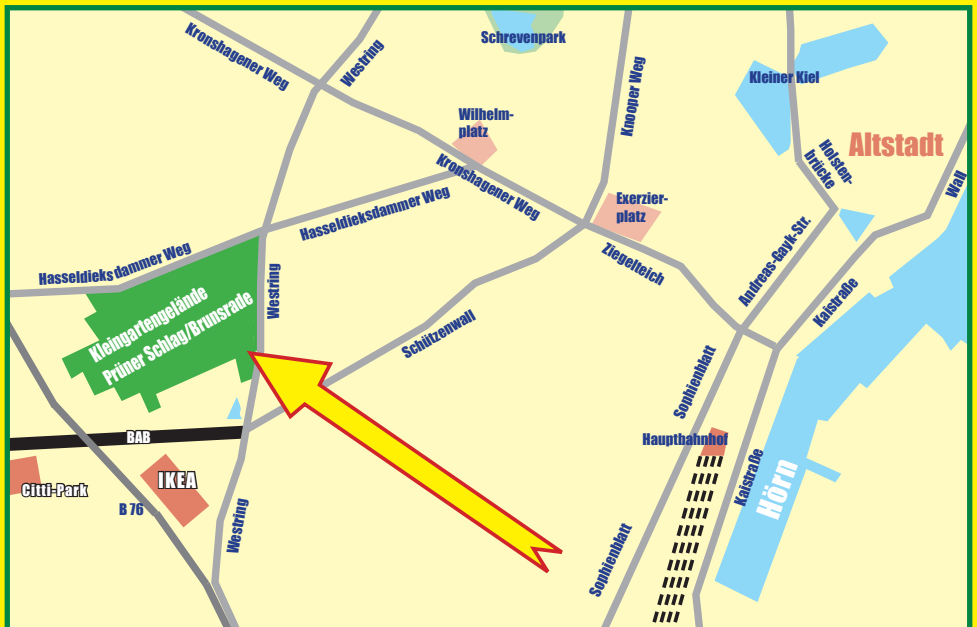 Kronshagener Weg
Westring
Schrevenpark
Knooper Weg
Kleiner Kiel
Wilhelm-
platz
Holsten-
brücke
Altstadt
Wall
Kronshagener Weg
Hasseldieksdammer Weg
Exerzier-
platz
Ziegelteich
Andreas-Gayk-Str.
Hasseldieksdammer Weg
Westring
Kaistraße
Kleingartengelände
Prüner Schlag/Brunsrade
Schützenwall
Sophienblatt
BAB
Hauptbahnhof
Citti-Park
IKEA
Kaistraße
Hörn
B 76
Westring
Sophienblatt